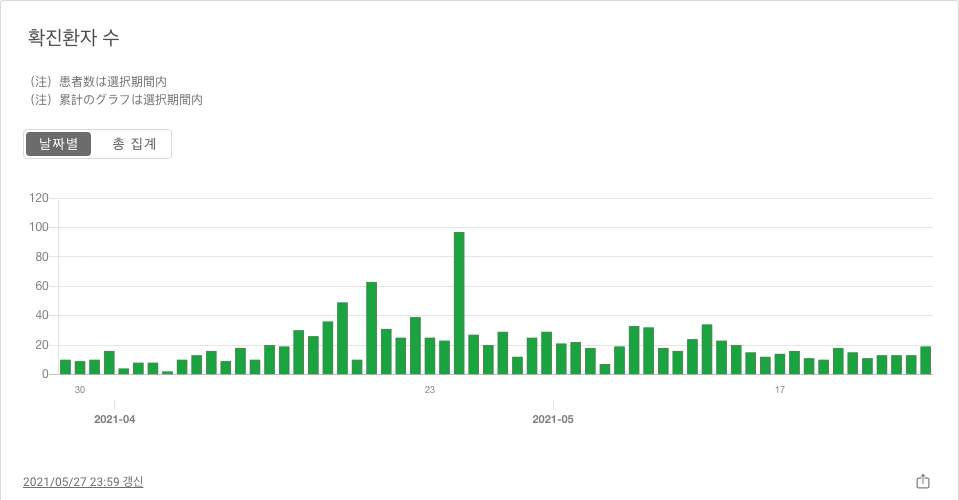 확진환자 수
（注）患者数は選択期間内
（注）累計のグラフは選択期間内
날짜별 총 집계
120
100
80
60
40
20
0
30 23 17
2021-04 2021-05
2021/05/27 23:59 갱신